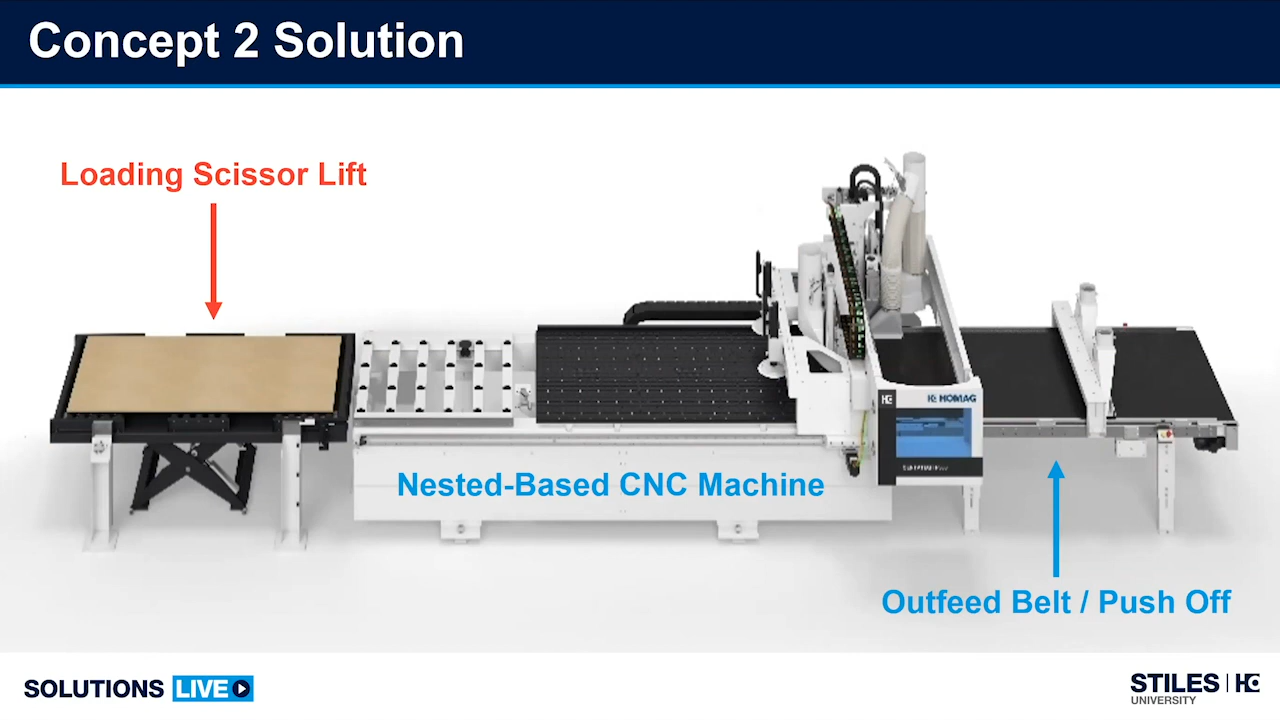 Concept 2 Solution
Loading Scissor Lift
HOMAG
Nested-Based CNC Machine
Outfeed Belt / Push Off
SOLUTIONS LIVE
STILES
UNIVERSITY